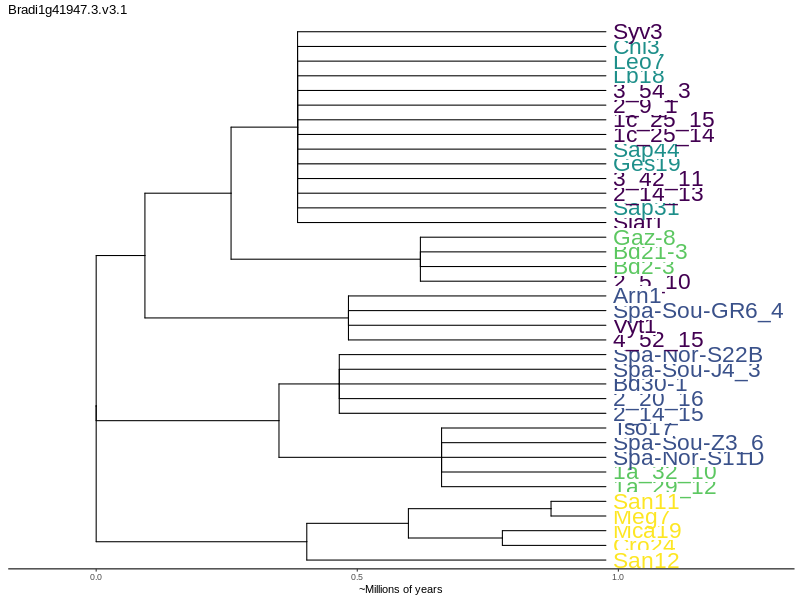 Bradi1g41947.3.v3.1
Syv3
Chi3
Leo7
Lb18
3_54_3
2_9_1
1c_25_15
1c_25_14
Sap44
Ges19
3_42_11
2_14_13
Sap31
Slat1
Gaz-8
Bd21-3
Bd2-3
2_5_10
Arn1
Spa-Sou-GR6_4
Vyt1
4_52_15
Spa-Nor-S22B
Spa-Sou-J4_3
Bd30-1
2_20_16
2_14_15
Tso17
Spa-Sou-Z3_6
Spa-Nor-S11D
1a_32_10
1a_29_12
San11
Meg7
Mca19
Cro24
San12
0.0 0.5 1.0
~Millions of years